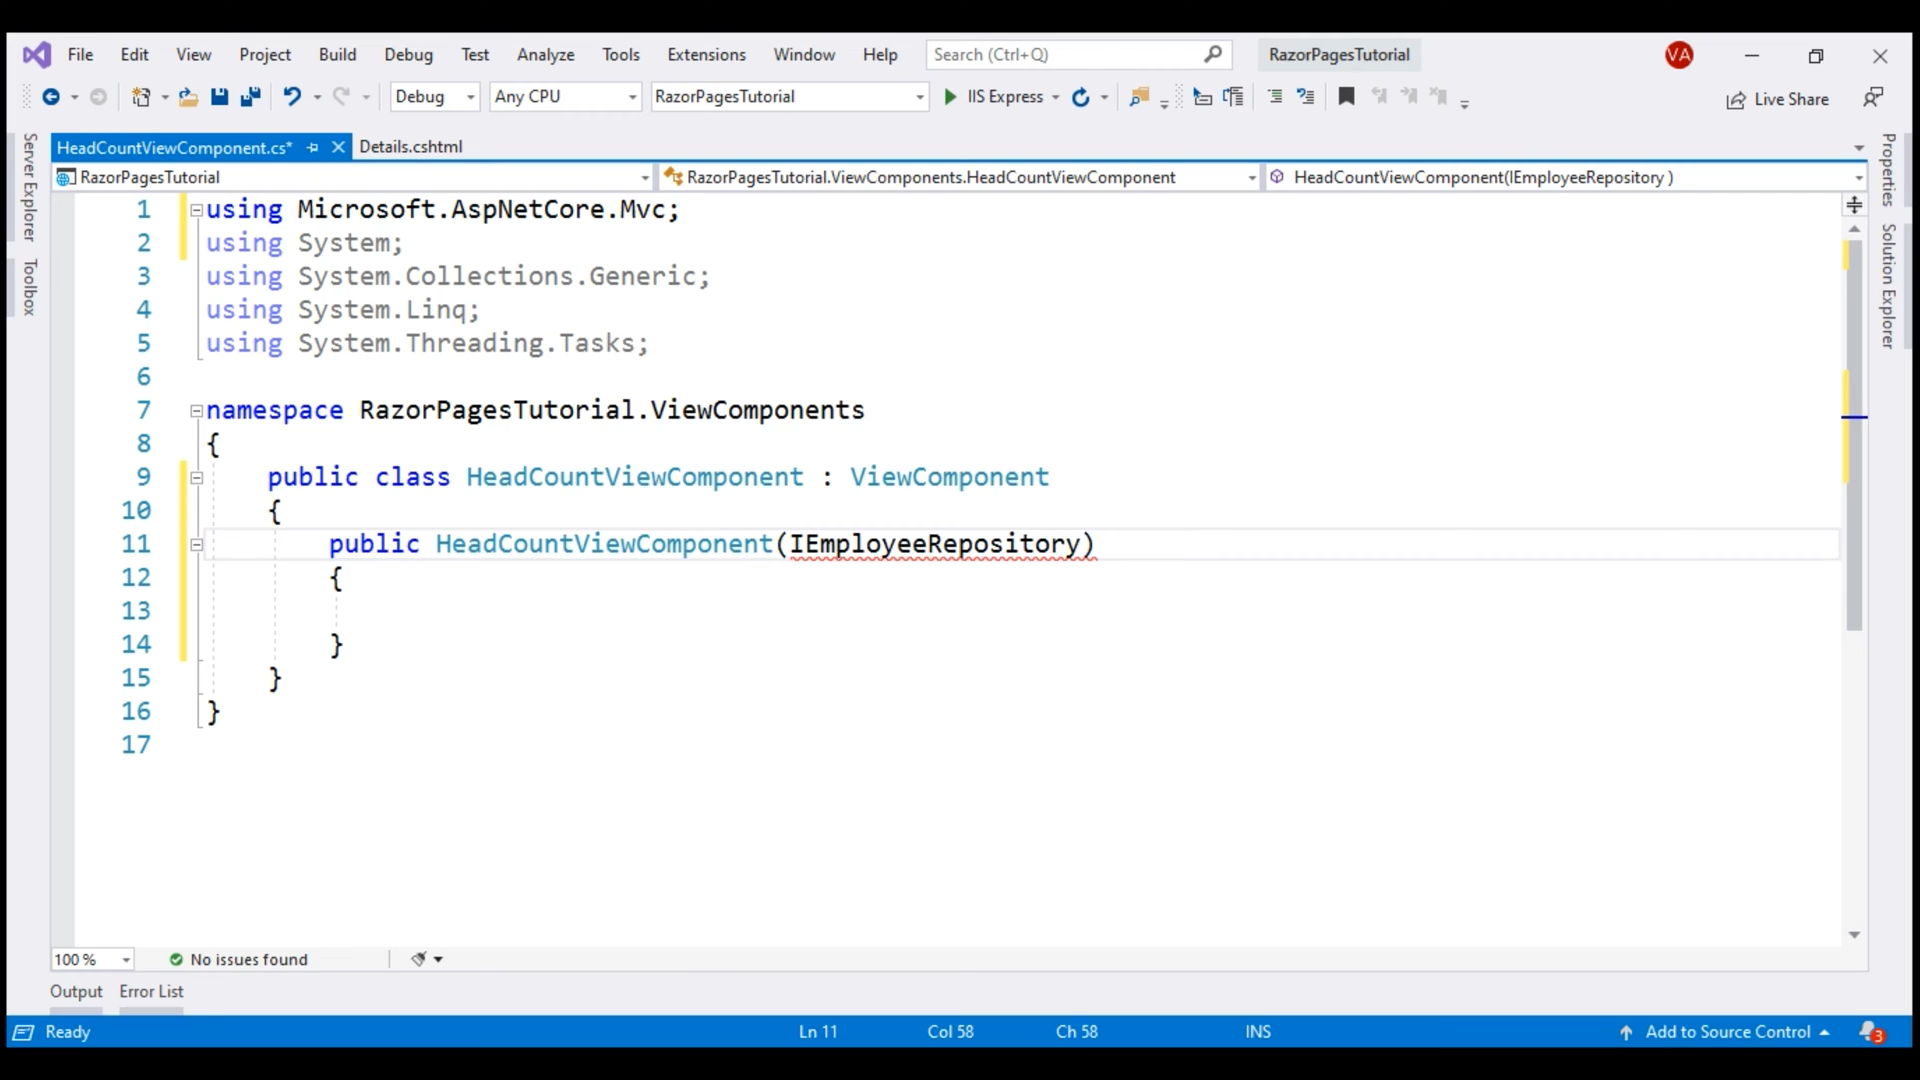 File Edit View Project Build Debug Test Analyze Tools Extensions Window Help Search (Ctrl+Q) RazorPagesTutorial VA
Debug Any CPU RazorPagesTutorial IIS Express Live Share
HeadCountViewComponent.cs* Details.cshtml
RazorPagesTutorial RazorPagesTutorial.ViewComponents.HeadCountViewComponent HeadCountViewComponent(IEmployeeRepository )
Server Explorer
Toolbox
Properties
Solution Explorer
1 using Microsoft.AspNetCore.Mvc;
2 using System;
3 using System.Collections.Generic;
4 using System.Linq;
5 using System.Threading.Tasks;
6
7 namespace RazorPagesTutorial.ViewComponents
8 {
9 public class HeadCountViewComponent : ViewComponent
10 {
11 public HeadCountViewComponent(IEmployeeRepository)
12 {
13
14 }
15 }
16 }
17
100 % No issues found
Output Error List
Ready Ln 11 Col 58 Ch 58 INS Add to Source Control 3